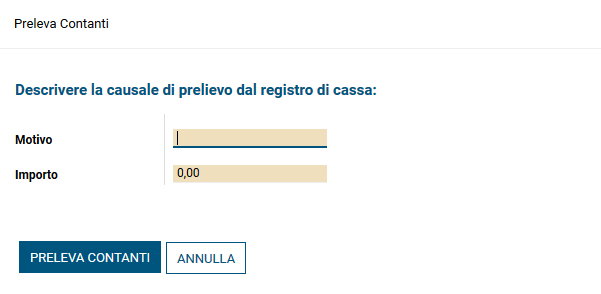 Preleva Contanti
Descrivere la causale di prelievo dal registro di cassa:
Motivo
Importo 0,00
PRELEVA CONTANTI ANNULLA